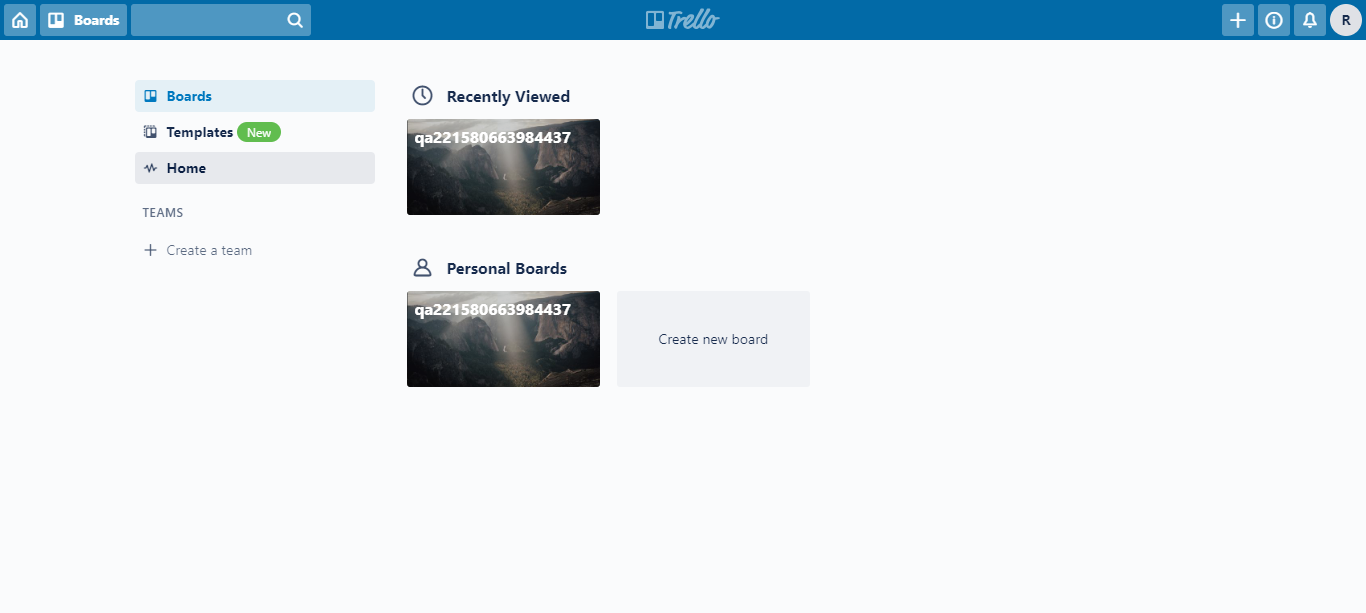 Boards
Trello
R
Boards
Templates New
Home
TEAMS
Create a team
Recently Viewed
qa221580663984437
Personal Boards
qa221580663984437
Create new board